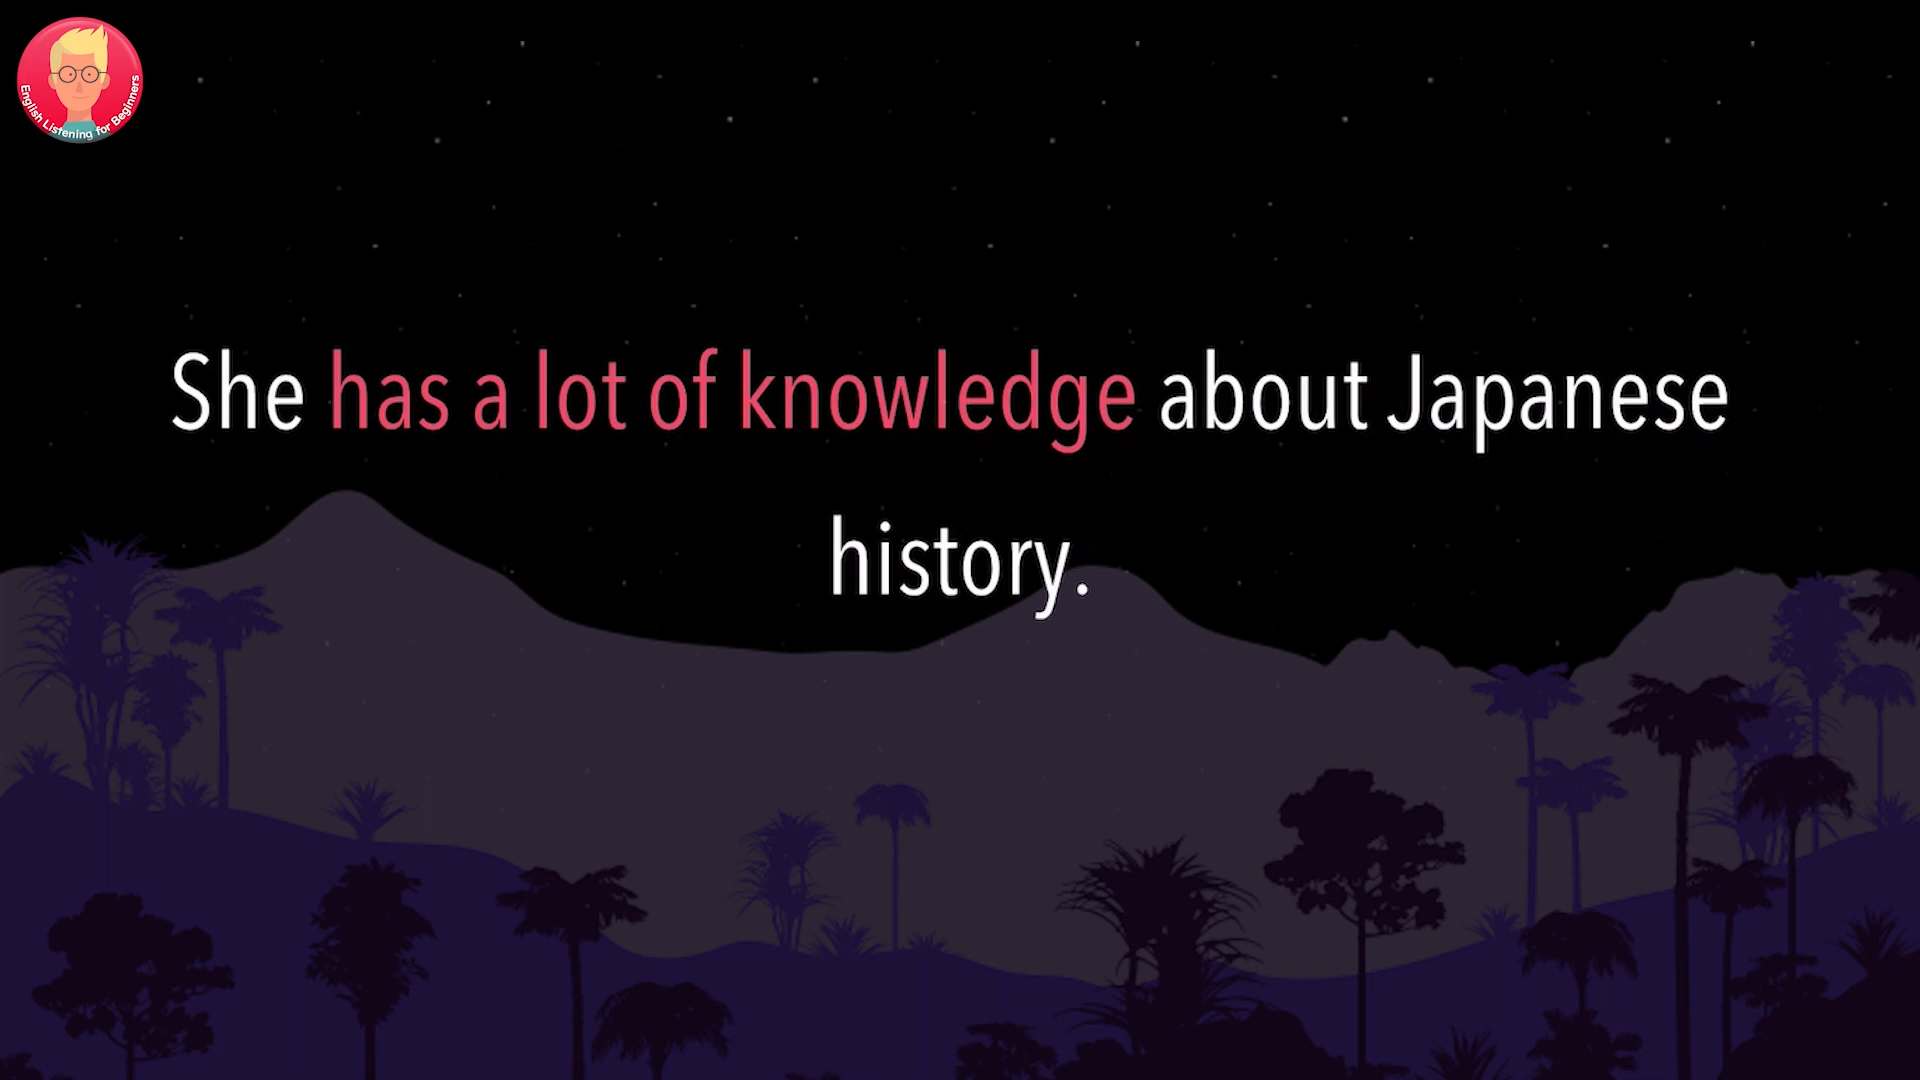 English Listening for Beginners
She has a lot of knowledge about Japanese
history.